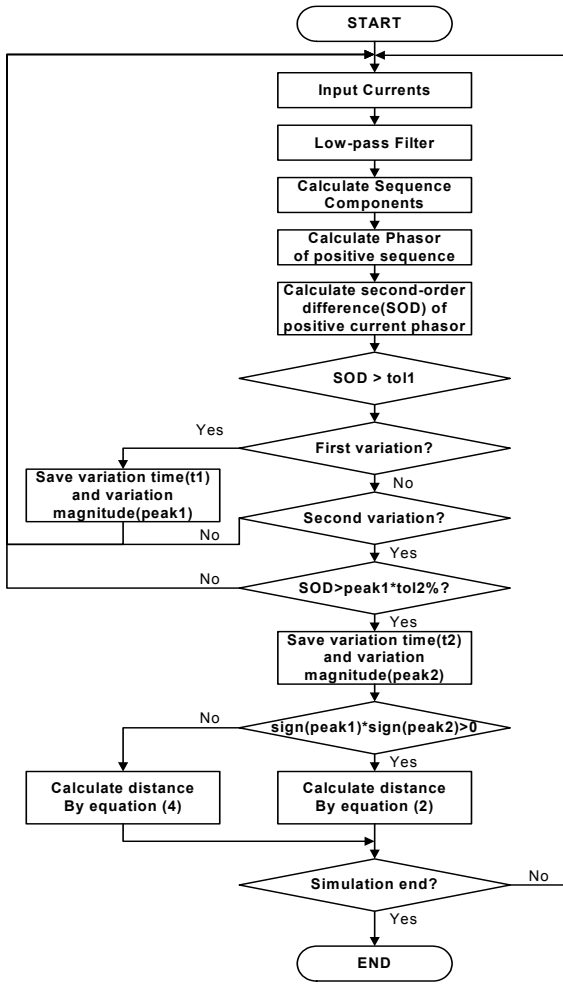 START
Input Currents
Low-pass Filter
Calculate Sequence
Components
Calculate Phasor
of positive sequence
Calculate second-order
difference(SOD) of
positive current phasor
SOD > tol1
Yes
First variation?
Save variation time(t1)
and variation
magnitude(peak1)
No
No
Second variation?
Yes
No
SOD>peak1*tol2%?
Yes
Save variation time(t2)
and variation
magnitude(peak2)
No
sign(peak1)*sign(peak2)>0
Yes
Calculate distance
By equation (4)
Calculate distance
By equation (2)
Simulation end?
No
Yes
END